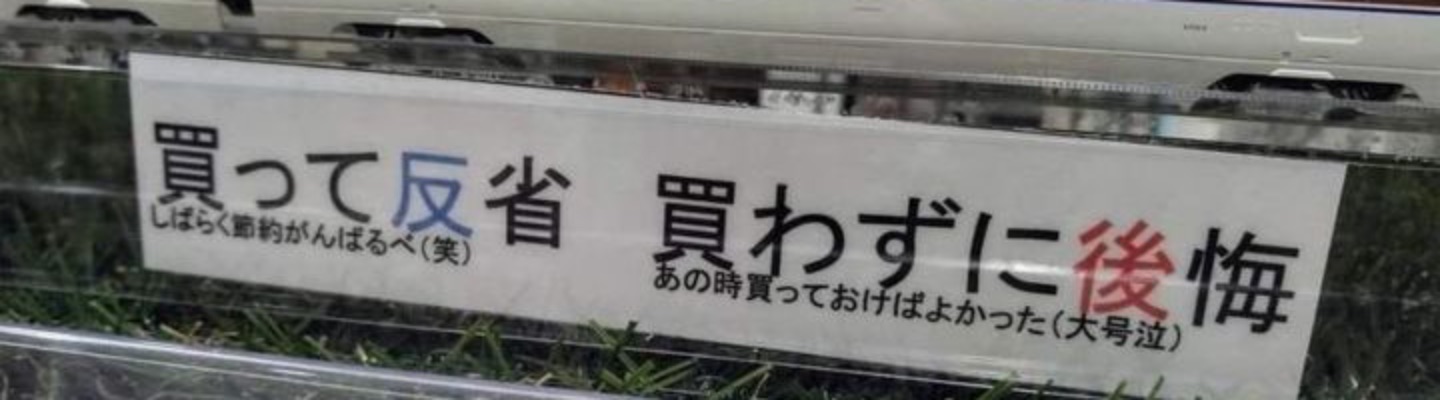 買って反省 買わずに後悔
しばらく節約がんばるべ(笑)
あの時買っておけばよかった(大号泣)